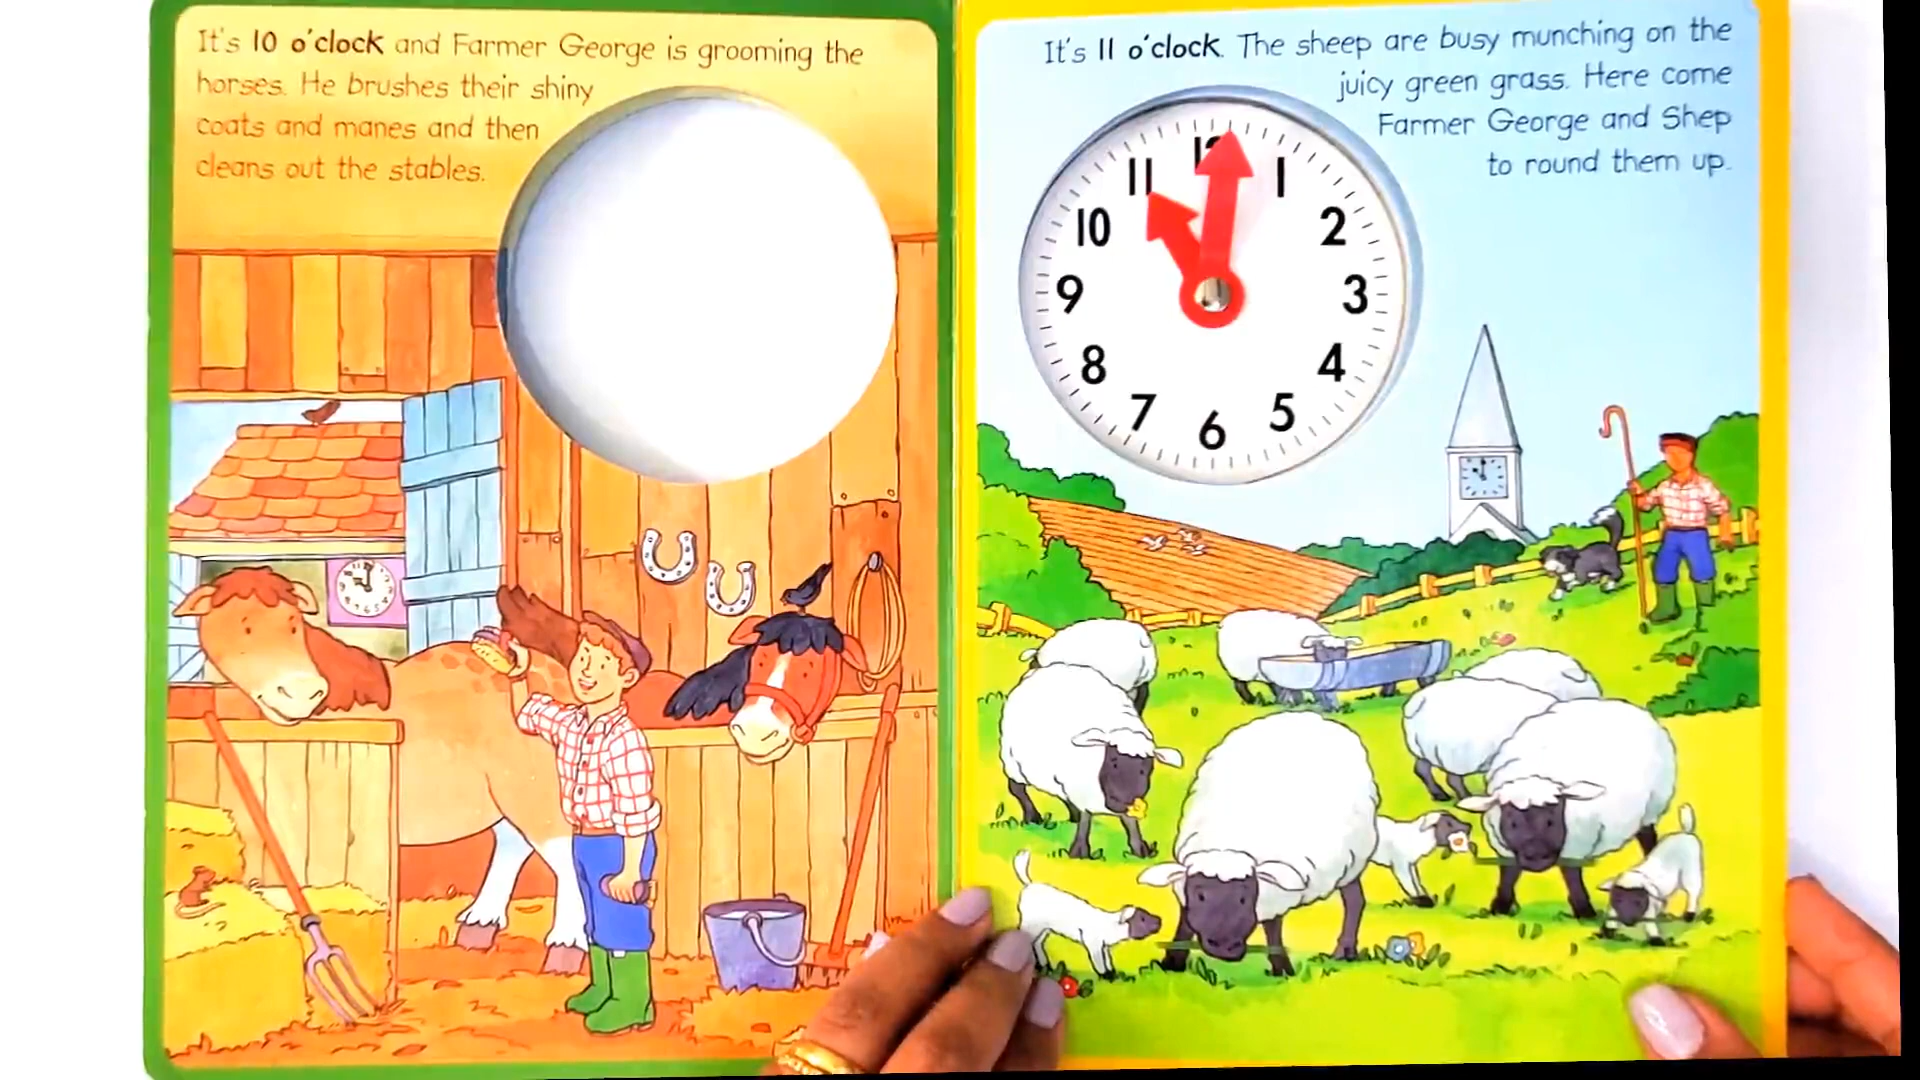 It's 10 o'clock and Farmer George is grooming the
horses. He brushes their shiny
coats and manes and then
cleans out the stables.
It's 11 o'clock. The sheep are busy munching on the
juicy green grass. Here come
Farmer George and Shep
to round them up.
11 12 1
10 2
9 3
8 4
7 6 5